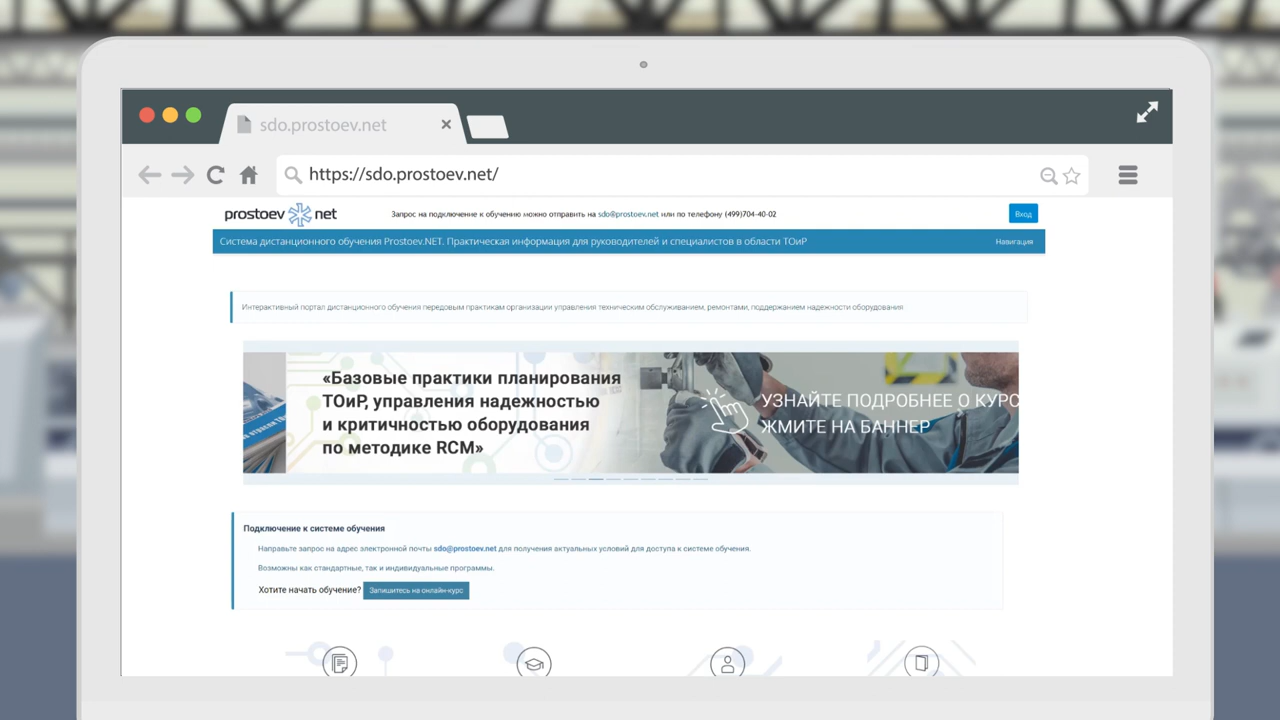 sdo.prostoev.net
https://sdo.prostoev.net/
prostoev net
Запрос на подключение к обучению можно отправить на sdo@prostoev.net или по телефону (499)704-40-02
Вход
Система дистанционного обучения Prostoev.NET. Практическая информация для руководителей и специалистов в области ТОиР
Навигация
Интерактивный портал дистанционного обучения передовым практикам организации управления техническим обслуживанием, ремонтами, поддержанием надежности оборудования
«Базовые практики планирования
ТОиР, управления надежностью
и критичностью оборудования
по методике RCM»
УЗНАЙТЕ ПОДРОБНЕЕ О КУРС
ЖМИТЕ НА БАННЕР
Подключение к системе обучения
Направьте запрос на адрес электронной почты sdo@prostoev.net для получения актуальных условий для доступа к системе обучения.
Возможны как стандартные, так и индивидуальные программы.
Хотите начать обучение? Запишитесь на онлайн-курс